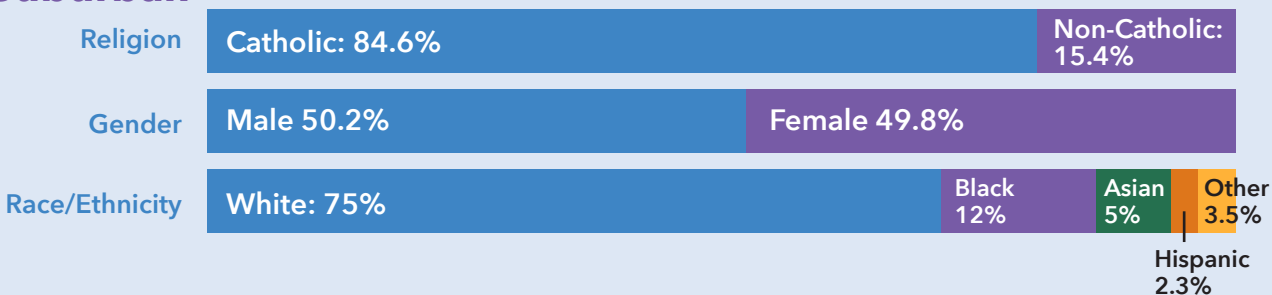 Religion
Catholic: 84.6%
Non-Catholic:
15.4%
Gender
Male 50.2%
Female 49.8%
Race/Ethnicity
White: 75%
Black
12%
Asian
5%
Other
3.5%
Hispanic
2.3%